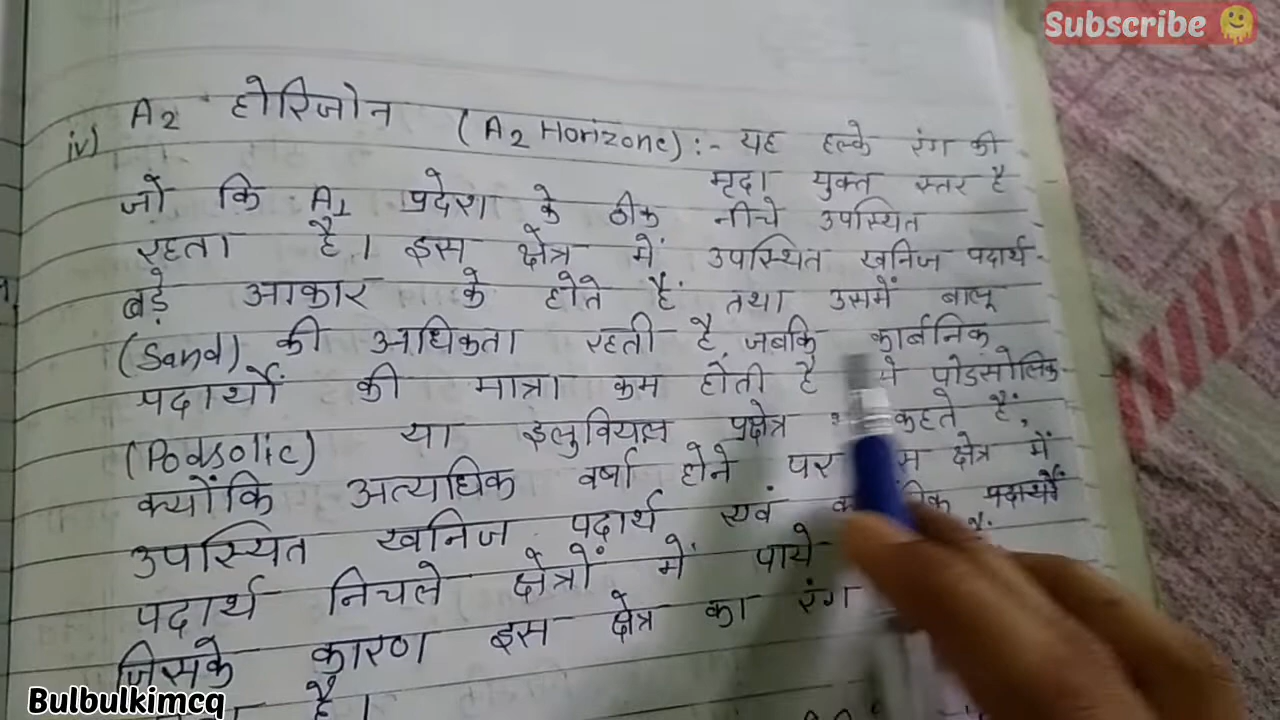 Subscribe
iv) A2 होरिजोन (A2 Horizone) :- यह हल्के रंग की
मृदा युक्त स्तर है
जो कि A1 प्रदेश के ठीक नीचे उपस्थित
रहता है। इस क्षेत्र में उपस्थित खनिज पदार्थ
बड़े आकार के होते हैं तथा उसमें बालू
(Sand) की अधिकता रहती है जबकि कार्बनिक
पदार्थों की मात्रा कम होती है पोडसोलिक
(Podsolic) या इलुवियल प्रक्षेत्र कहते हैं,
क्योंकि अत्यधिक वर्षा होने पर क्षेत्र में
उपस्थित खनिज पदार्थ एवं पदार्थों
पदार्थ निचले क्षेत्रों में पाये
जिसके कारण इस क्षेत्र का रंग
है।
Bulbulkimcq